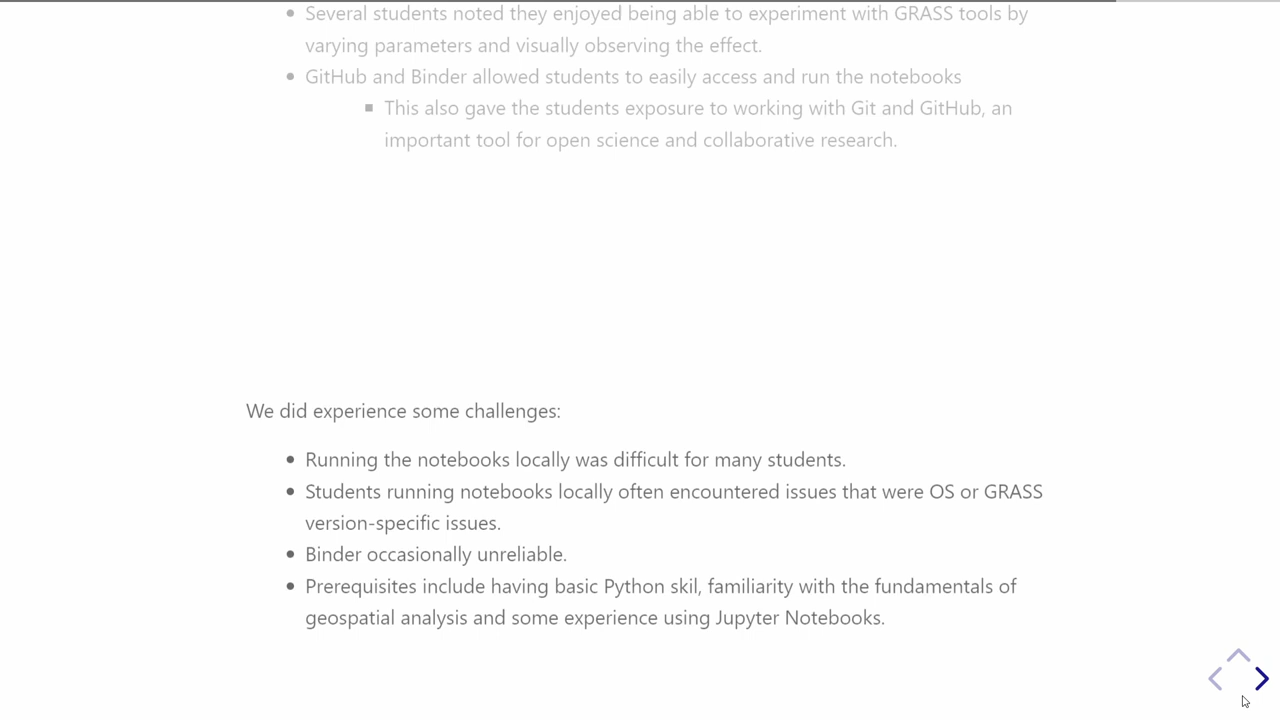 Several students noted they enjoyed being able to experiment with GRASS tools by
varying parameters and visually observing the effect.
GitHub and Binder allowed students to easily access and run the notebooks
This also gave the students exposure to working with Git and GitHub, an
important tool for open science and collaborative research.
We did experience some challenges:
Running the notebooks locally was difficult for many students.
Students running notebooks locally often encountered issues that were OS or GRASS
version-specific issues.
Binder occasionally unreliable.
Prerequisites include having basic Python skil, familiarity with the fundamentals of
geospatial analysis and some experience using Jupyter Notebooks.